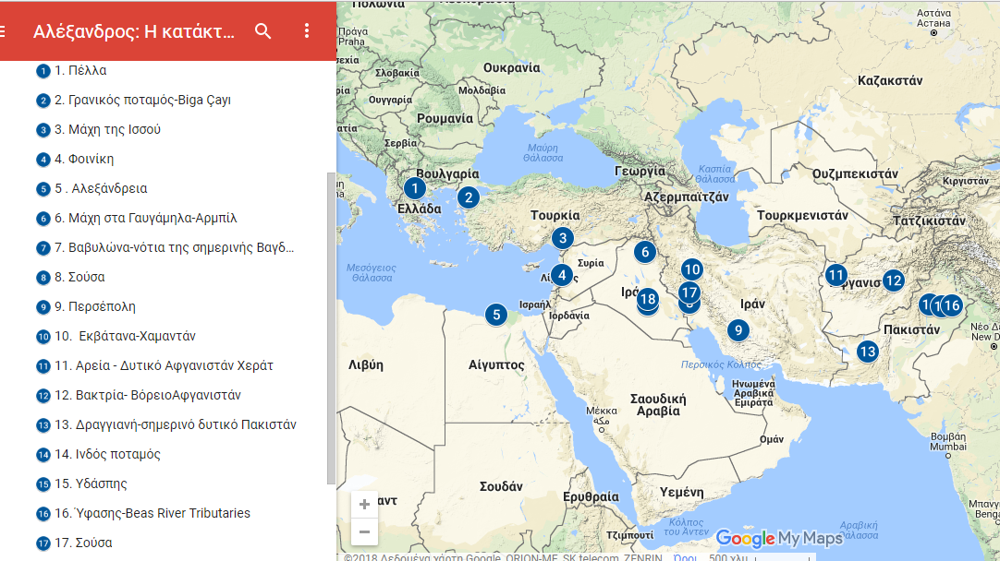 Αλέξανδρος: Η κατάκτ...
1 1. Πέλλα
2 2. Γρανικός ποταμός-Biga Çayı
3 3. Μάχη της Ισσού
4 4. Φοινίκη
5 5 . Αλεξάνδρεια
6 6. Μάχη στα Γαυγάμηλα-Αρμπίλ
7 7. Βαβυλώνα-νότια της σημερινής Βαγδ...
8 8. Σούσα
9 9. Περσέπολη
10 10. Εκβάτανα-Χαμαντάν
11 11. Αρεία - Δυτικό Αφγανιστάν Χεράτ
12 12. Βακτρία- ΒόρειοΑφγανιστάν
13 13. Δραγγιανή-σημερινό δυτικό Πακιστάν
14 14. Ινδός ποταμός
15 15. Υδάσπης
16 16. Ύφασης-Beas River Tributaries
17 17. Σούσα
Πολωνία
Αστάνα
Астана
Πράγα
Praha
Σλοβακία
Ουκρανία
Καζακστάν
Ουγγαρία
Μολδαβία
Ρουμανία
Σερβία
Μαύρη
Θάλασσα
Κασπία
Θάλασσα
Βουλγαρία
Γεωργία
Ουζμπεκιστάν
Κιργιστάν
Αζερμπαϊτζάν
1
2
Ελλάδα
Τουρκία
Τουρκμενιστάν
Τατζικιστάν
3
6
Μεσόγειος
Θάλασσα
Συρία
4
10
11
12
18
17
Ιράν
16
5
Ισραήλ
Ιορδανία
9
Πακιστάν
Νέο Δ
New D
13
Λιβύη
Αίγυπτος
Περσικός Κόλπος
Ηνωμένα
Αραβικά
Εμιράτα
Σαουδική
Αραβία
Μέκκα
مكة
Ομάν
Βομβάη
Mumbai
Σουδάν
Ερυθραία
Υεμένη
Κόλπος
του Άντεν
Τζιμπουτί
Αραβική
Θάλασσα
+
−
Google My Maps
©2018 Δεδομένα χάρτη Google, ORION-ME, SK telecom, ZENRIN Όροι 500 χλμ